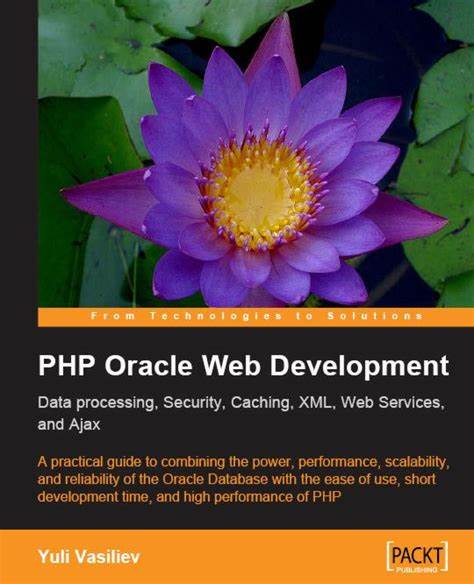 From Technologies to Solutions
PHP Oracle Web Development
Data processing, Security, Caching, XML, Web Services,
and Ajax
A practical guide to combining the power, performance, scalability,
and reliability of the Oracle Database with the ease of use, short
development time, and high performance of PHP
Yuli Vasiliev
PACKT
PUBLISHING